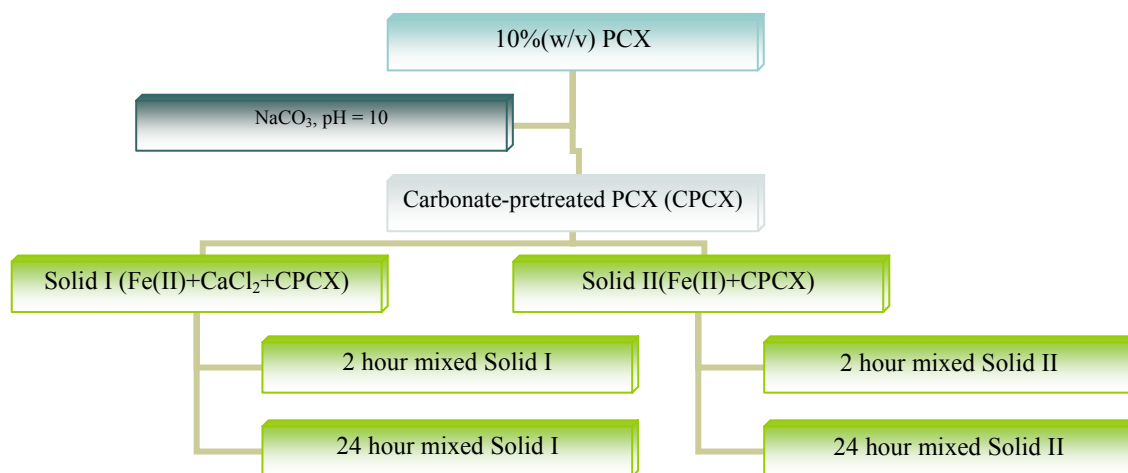 10%(w/v) PCX
NaCO₃, pH = 10
Carbonate-pretreated PCX (CPCX)
Solid I (Fe(II)+CaCl₂+CPCX)
Solid II(Fe(II)+CPCX)
2 hour mixed Solid I
2 hour mixed Solid II
24 hour mixed Solid I
24 hour mixed Solid II